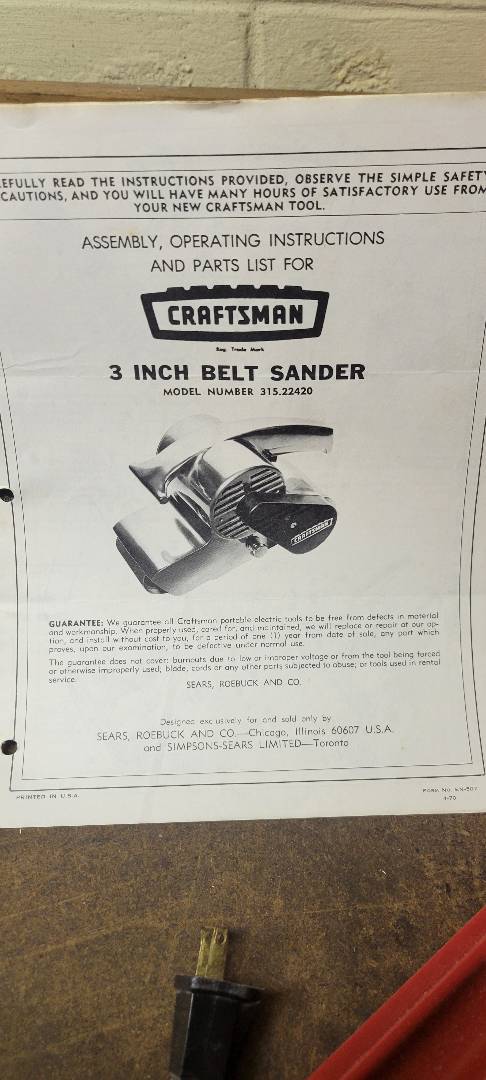 EFULLY READ THE INSTRUCTIONS PROVIDED, OBSERVE THE SIMPLE SAFETY
CAUTIONS, AND YOU WILL HAVE MANY HOURS OF SATISFACTORY USE FROM
YOUR NEW CRAFTSMAN TOOL.
ASSEMBLY, OPERATING INSTRUCTIONS
AND PARTS LIST FOR
CRAFTSMAN
Reg. Trade Mark
3 INCH BELT SANDER
MODEL NUMBER 315.22420
CRAFTSMAN
GUARANTEE: We guarantee all Craftsman portable electric tools to be free from defects in material
and workmanship. When properly used, cared for, and maintained, we will replace or repair at our op-
tion, and install without cost to you, for a period of one (1) year from date of sale, any part which
proves, upon our examination, to be defective under normal use.
The guarantee does not cover: burnouts due to low or improper voltage or from the tool being forced
or otherwise improperly used; blade, cords or any other parts subjected to abuse; or tools used in rental
service.
SEARS, ROEBUCK AND CO.
Designed exclusively for and sold only by
SEARS, ROEBUCK AND CO.—Chicago, Illinois 60607 U.S.A.
and SIMPSONS-SEARS LIMITED—Toronto
PRINTED IN U.S.A.
FORM NO.
4-70